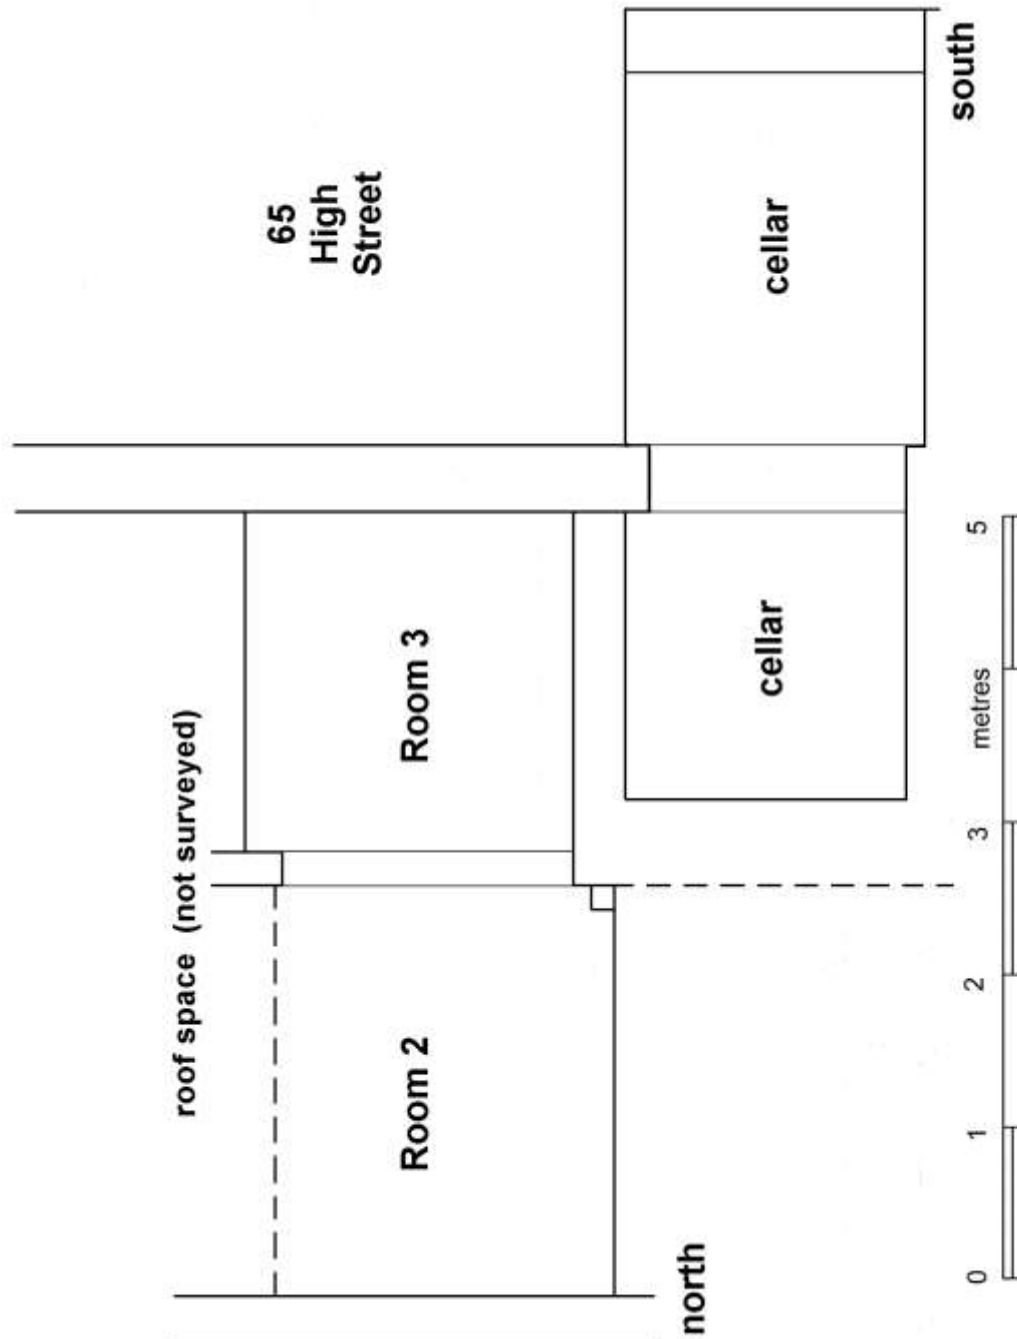 65
High
Street
roof space (not surveyed)
Room 2
Room 3
cellar
cellar
north
south
0
1
2
3
metres
5